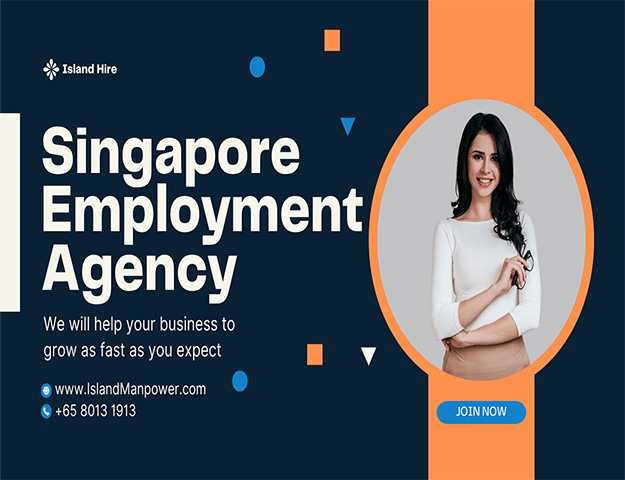 Island Hire
Singapore
Employment
Agency
We will help your business to
grow as fast as you expect
www.IslandManpower.com
+65 8013 1913
JOIN NOW